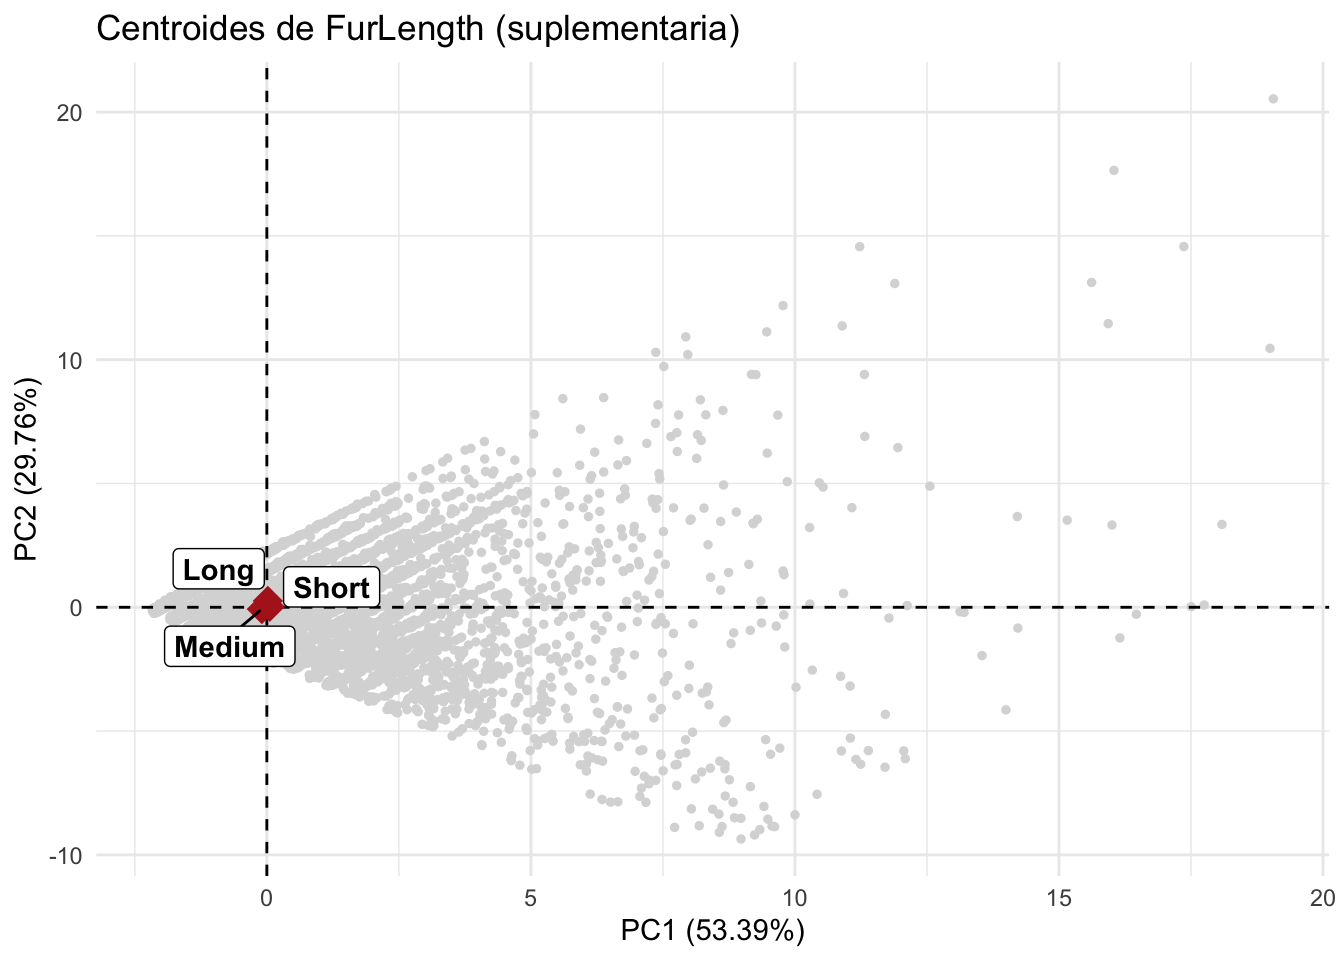 Centroides de FurLength (suplementaria)
20
10
0
-10
PC2 (29.76%)
Long
Short
Medium
0
5
10
15
20
PC1 (53.39%)